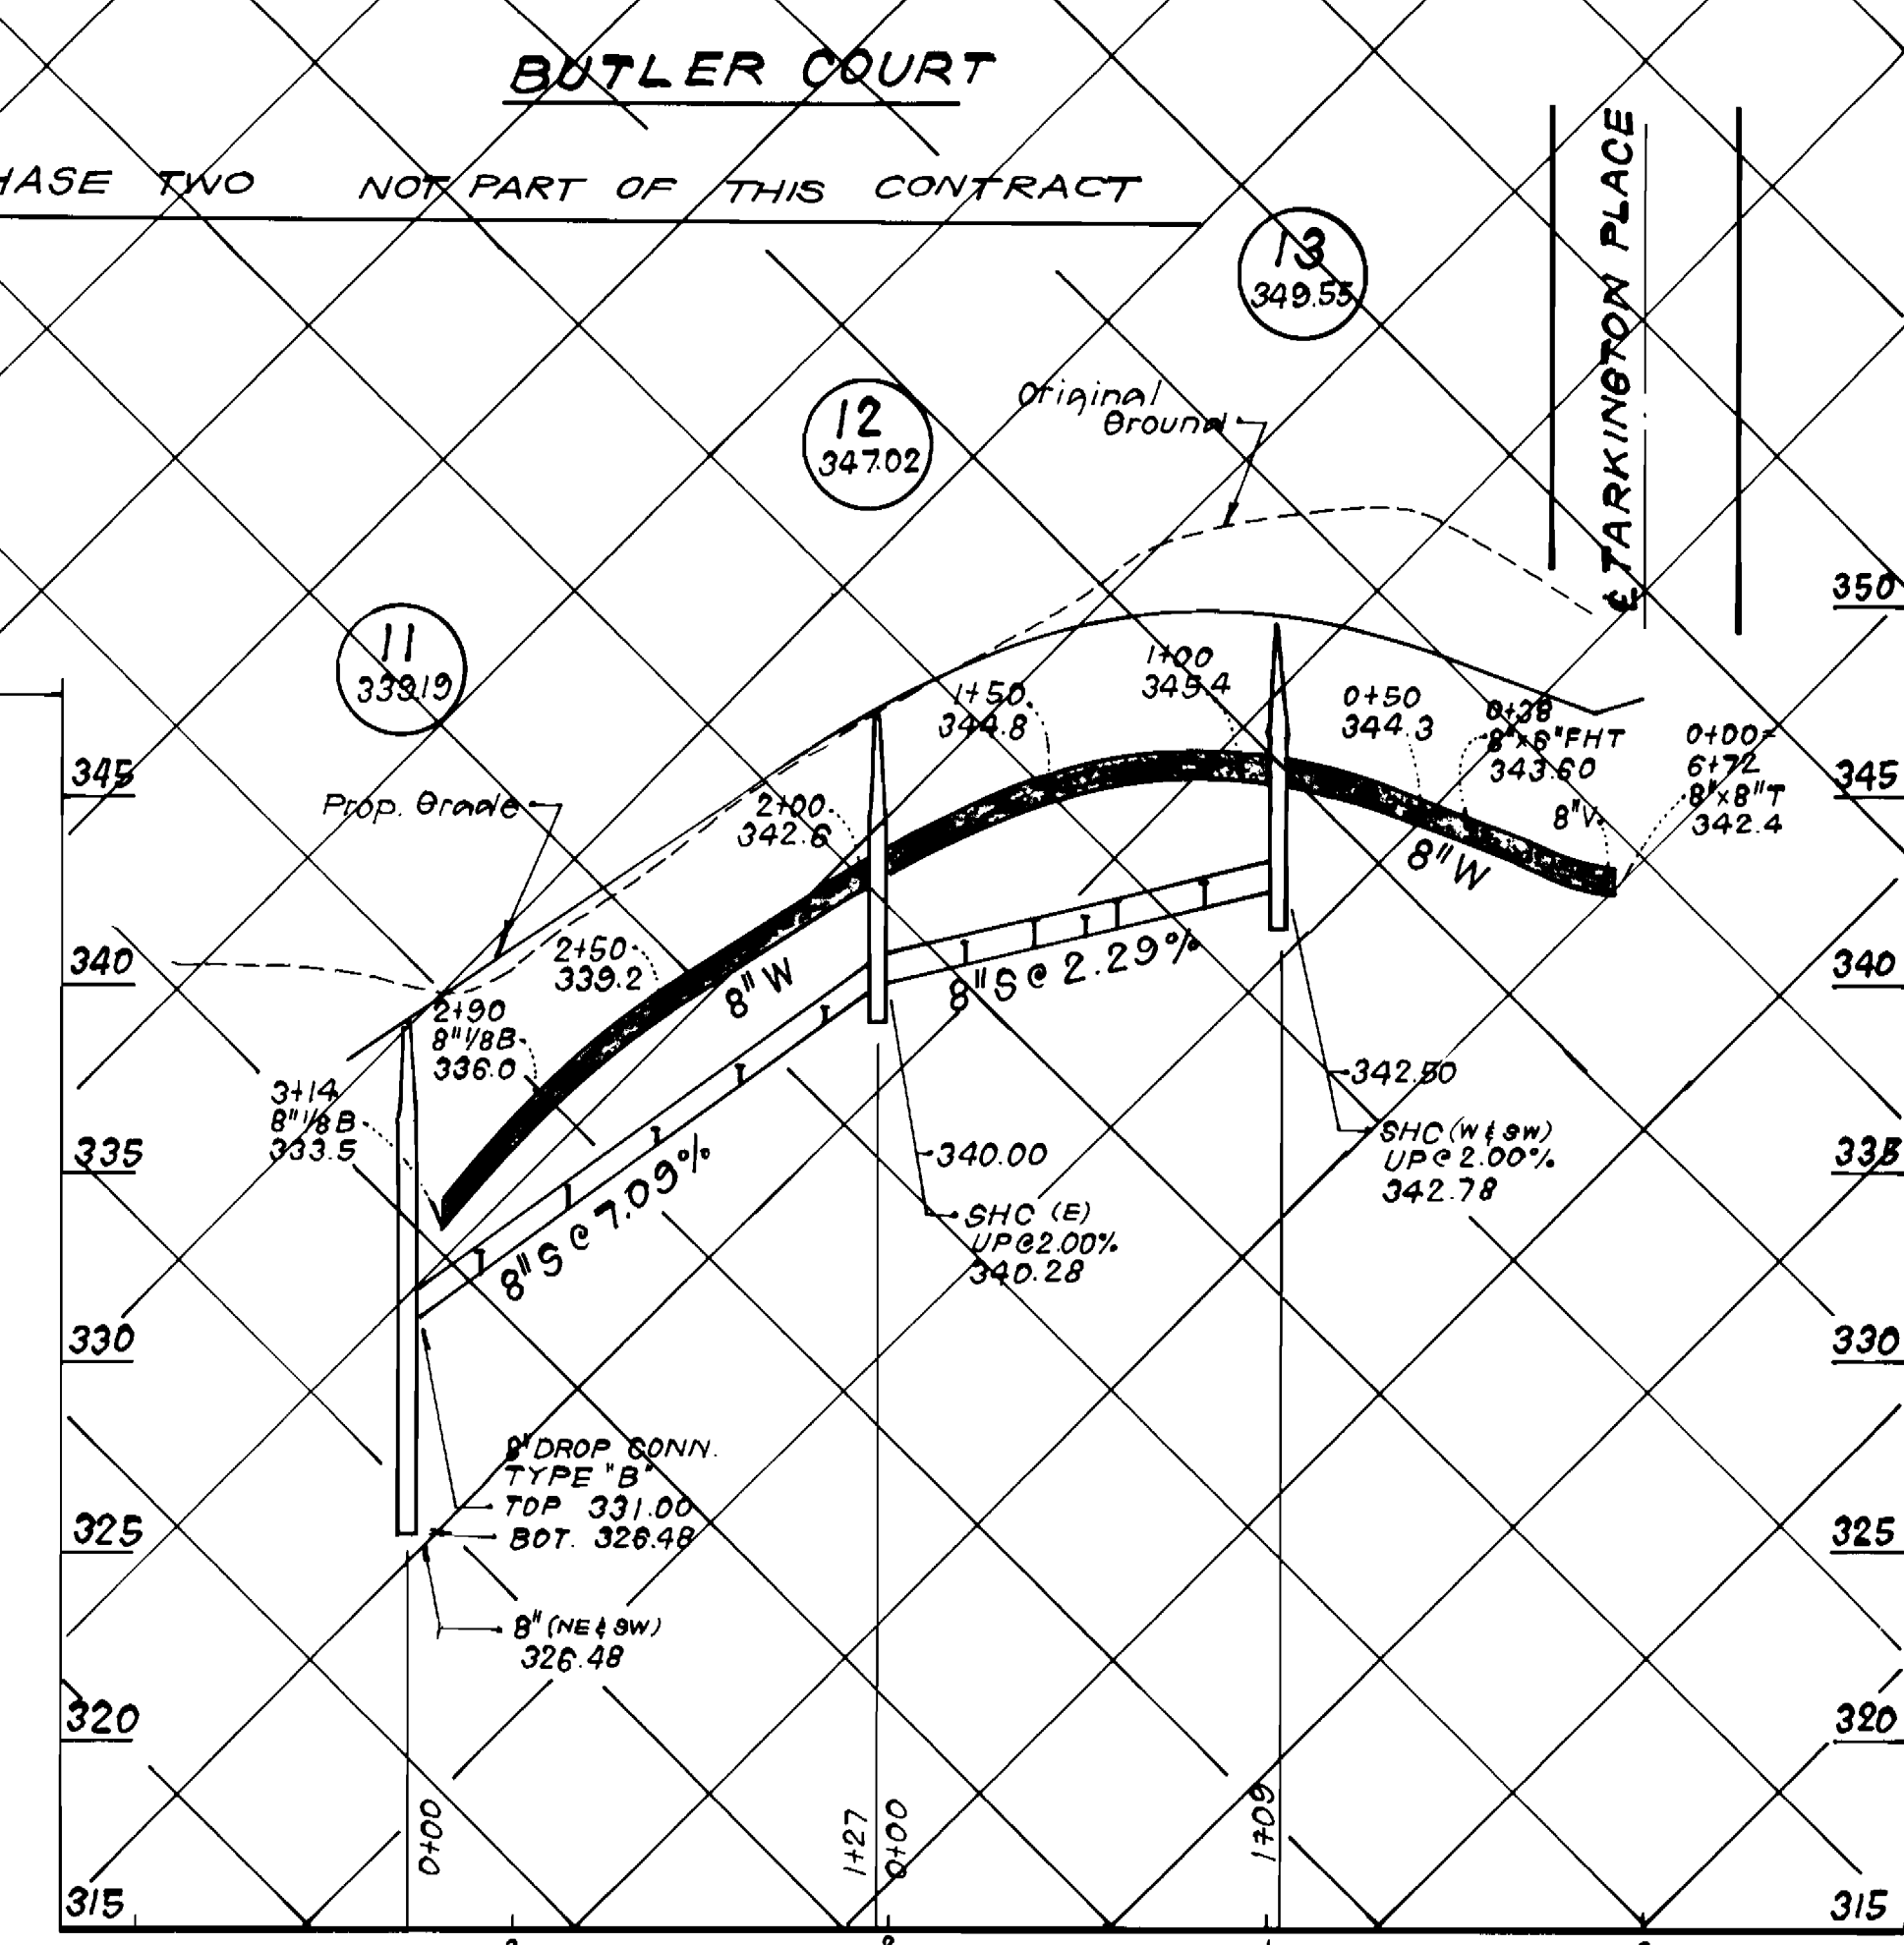 BUTLER COURT
HASE TWO NOT PART OF THIS CONTRACT
℄ TARKINGTON PLACE
13
349.55
Original
Ground
12
347.02
11
339.19
350
1+00
345.4
1+50
344.8
0+50
344.3
0+38
8"x6"FHT
343.60
0+00=
6+72
8"x8"T
342.4
8"V
345
345
Prop. Grade
2+00
342.6
8"W
2+50
339.2
8"W
340
340
8"S @ 2.29%
2+90
8"1/8B
336.0
3+14
8"1/8B
333.5
342.50
SHC (W & SW)
UP @ 2.00%
342.78
335
335
340.00
SHC (E)
UP @ 2.00%
340.28
8"S @ 7.09%
330
330
8" DROP CONN.
TYPE "B"
TOP 331.00
BOT. 326.48
325
325
8" (NE & SW)
326.48
320
320
0+00
1+27
0+00
1+09
315
315